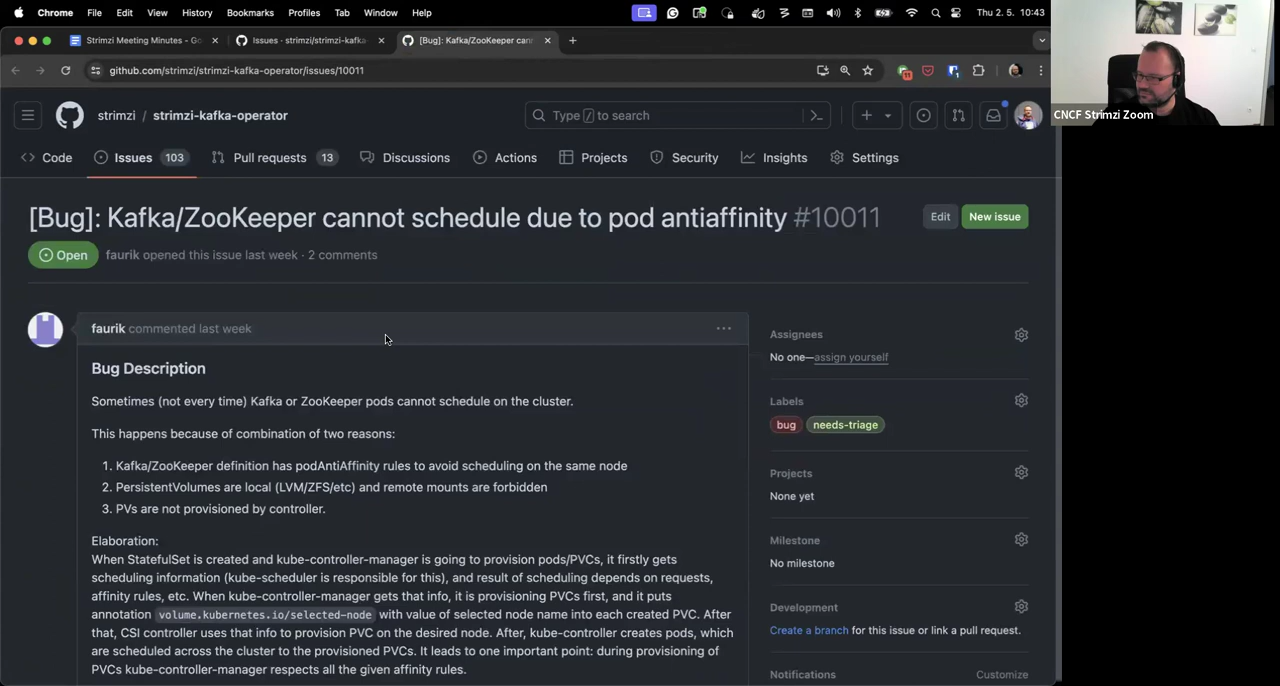 Chrome File Edit View History Bookmarks Profiles Tab Window Help Thu 2. 5. 10:43
Strimzi Meeting Minutes - Go
Issues · strimzi/strimzi-kafka-
[Bug]: Kafka/ZooKeeper cann
github.com/strimzi/strimzi-kafka-operator/issues/10011
11
strimzi / strimzi-kafka-operator
Type / to search
CNCF Strimzi Zoom
Code
Issues 103
Pull requests 13
Discussions
Actions
Projects
Security
Insights
Settings
[Bug]: Kafka/ZooKeeper cannot schedule due to pod antiaffinity #10011
Edit
New issue
Open
faurik opened this issue last week · 2 comments
faurik commented last week
Bug Description
Sometimes (not every time) Kafka or ZooKeeper pods cannot schedule on the cluster.
This happens because of combination of two reasons:
1. Kafka/ZooKeeper definition has podAntiAffinity rules to avoid scheduling on the same node
2. PersistentVolumes are local (LVM/ZFS/etc) and remote mounts are forbidden
3. PVs are not provisioned by controller.
Elaboration:
When StatefulSet is created and kube-controller-manager is going to provision pods/PVCs, it firstly gets
scheduling information (kube-scheduler is responsible for this), and result of scheduling depends on requests,
affinity rules, etc. When kube-controller-manager gets that info, it is provisioning PVCs first, and it puts
annotation volume.kubernetes.io/selected-node with value of selected node name into each created PVC. After
that, CSI controller uses that info to provision PVC on the desired node. After, kube-controller creates pods, which
are scheduled across the cluster to the provisioned PVCs. It leads to one important point: during provisioning of
PVCs kube-controller-manager respects all the given affinity rules.
Assignees
No one—assign yourself
Labels
bug needs-triage
Projects
None yet
Milestone
No milestone
Development
Create a branch for this issue or link a pull request.
Notifications Customize